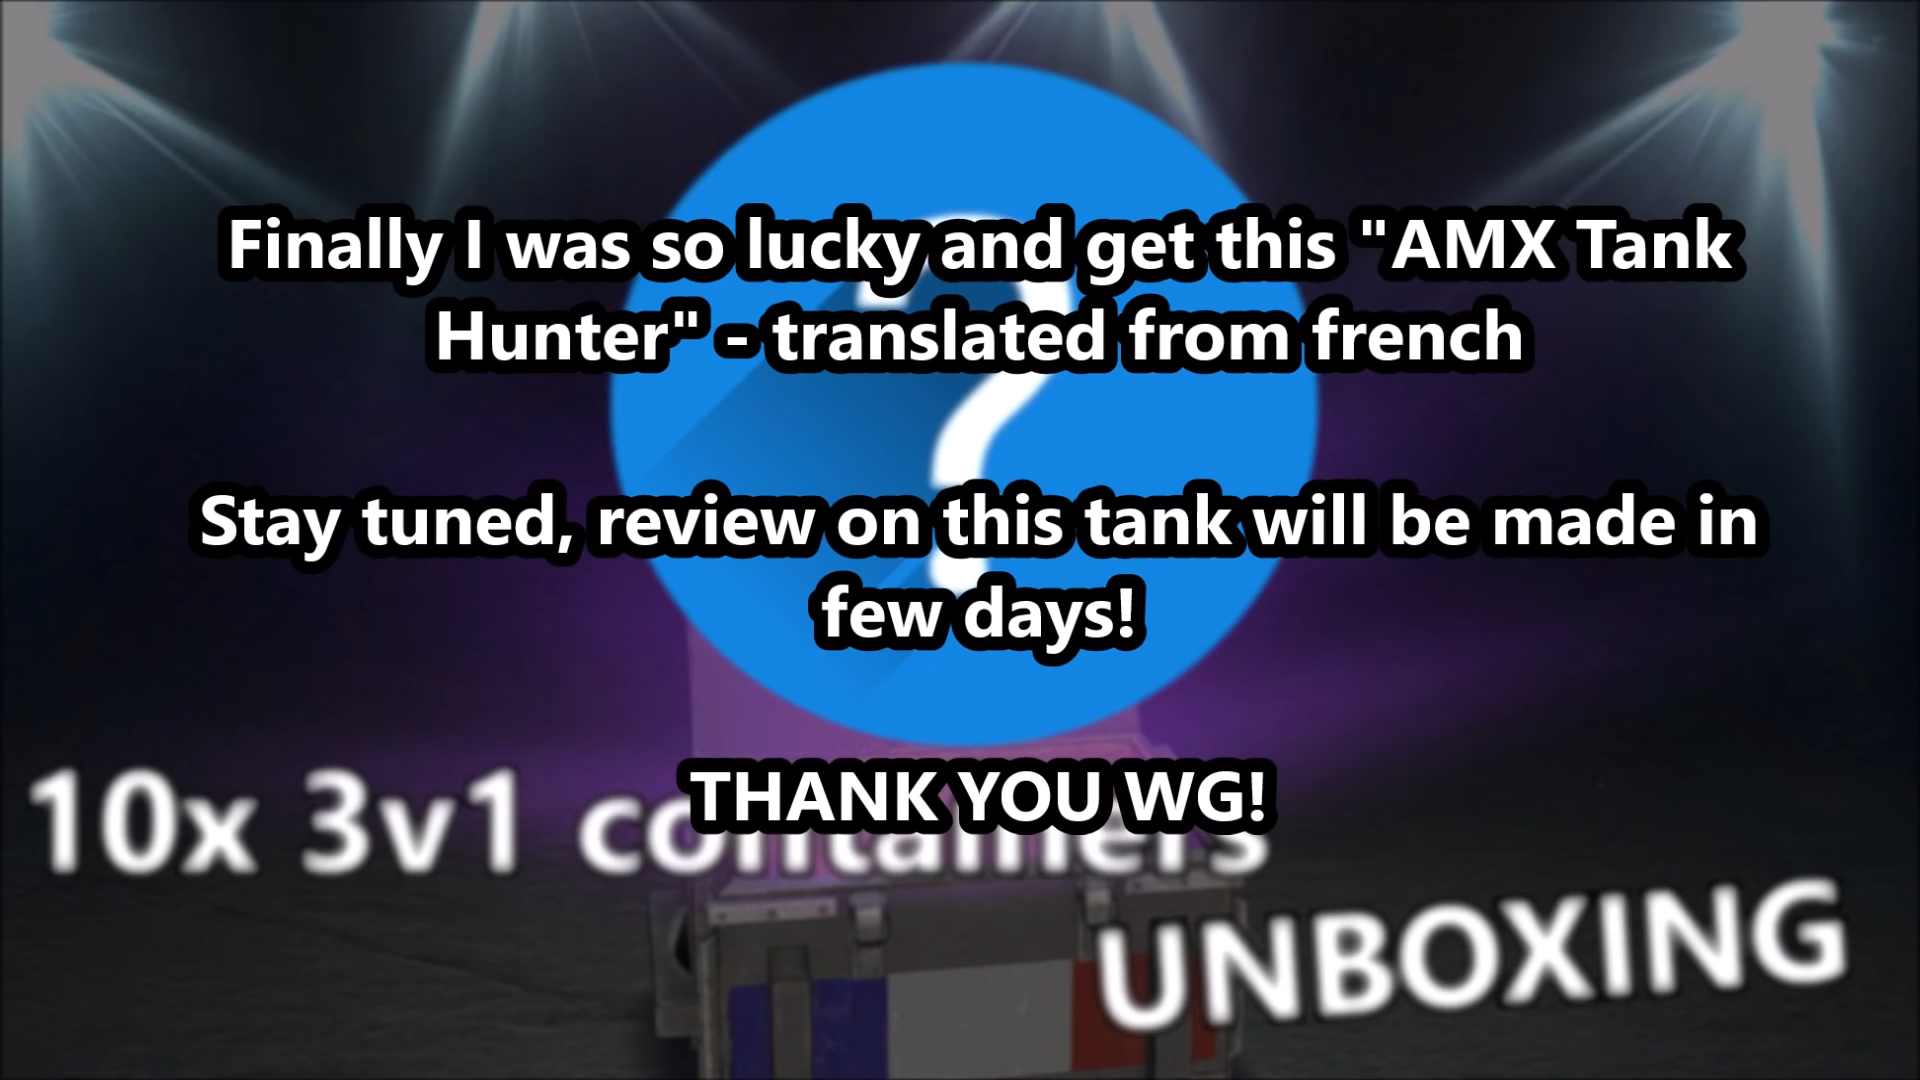 Finally I was so lucky and get this "AMX Tank
Hunter" - translated from french
Stay tuned, review on this tank will be made in
few days!
THANK YOU WG!
10x 3v1 containers
UNBOXING